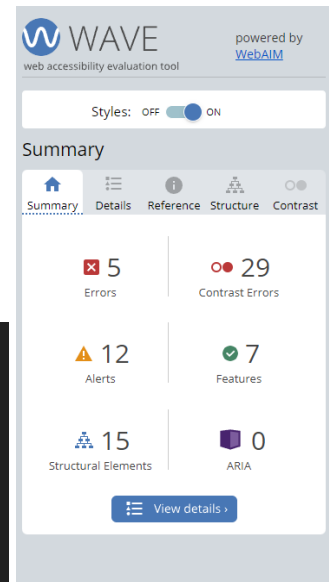 WAVE
powered by
WebAIM
web accessibility evaluation tool
Styles: OFF ON
Summary
Summary Details Reference Structure Contrast
5 29
Errors Contrast Errors
12 7
Alerts Features
15 0
Structural Elements ARIA
View details ›